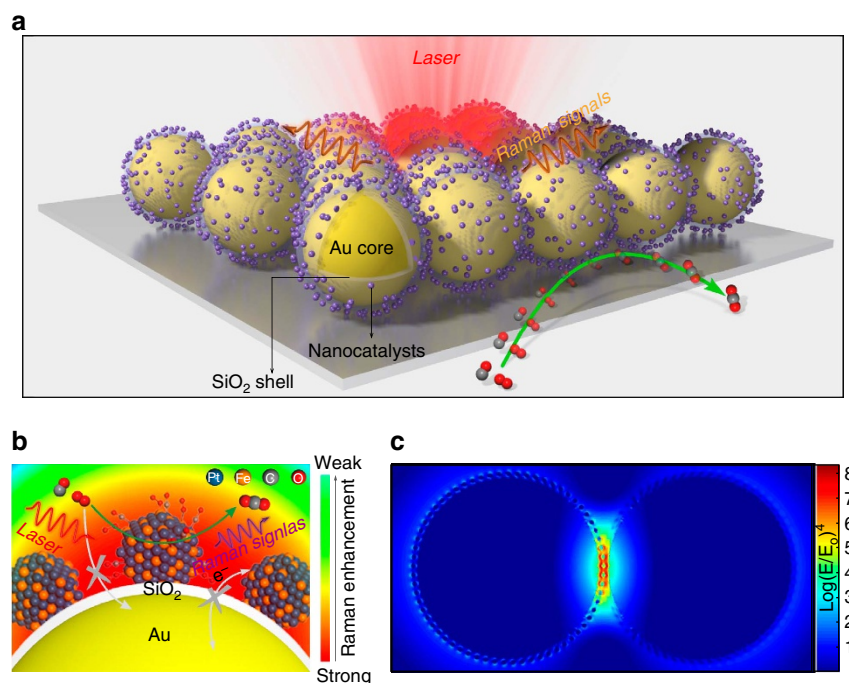 a
Laser
Raman signals
Au core
Nanocatalysts
SiO₂ shell
b
Pt Fe C O
Weak
Laser
Raman signlas
e⁻
SiO₂
Au
Raman enhancement
Strong
c
8
7
6
5
4
3
2
1
Log(E/E₀)⁴